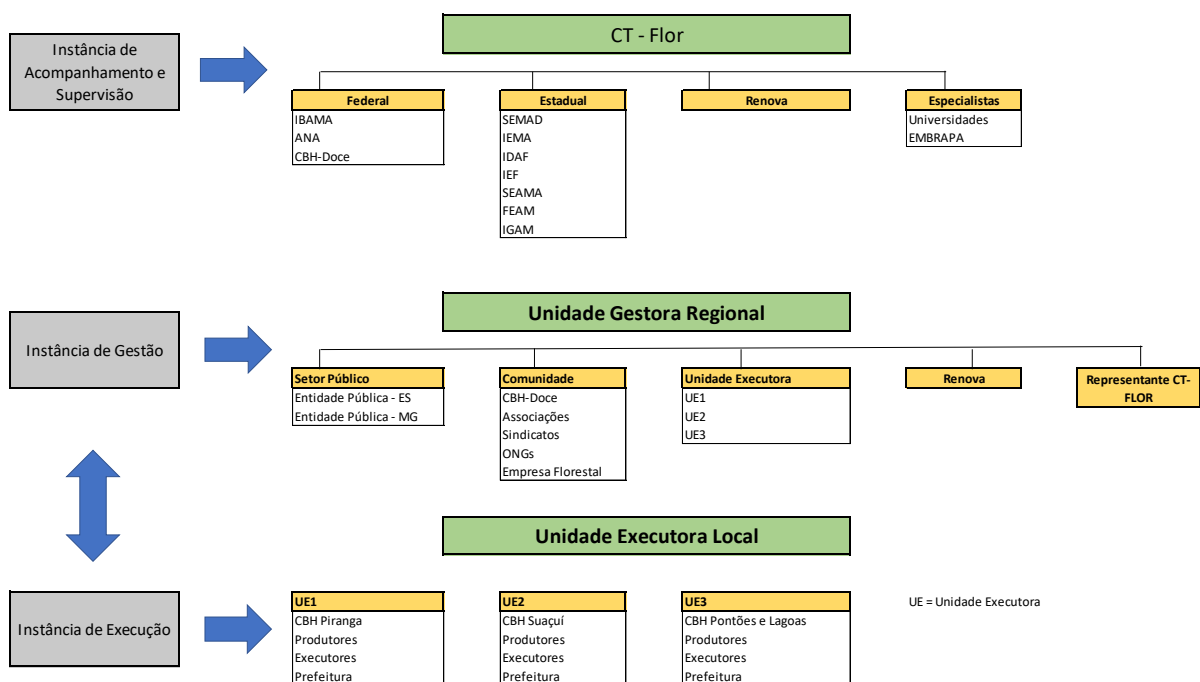 CT - Flor
Instância de
Acompanhamento e
Supervisão
Federal
IBAMA
ANA
CBH-Doce
Estadual
SEMAD
IEMA
IDAF
IEF
SEAMA
FEAM
IGAM
Renova
Especialistas
Universidades
EMBRAPA
Unidade Gestora Regional
Instância de Gestão
Setor Público
Entidade Pública - ES
Entidade Pública - MG
Comunidade
CBH-Doce
Associações
Sindicatos
ONGs
Empresa Florestal
Unidade Executora
UE1
UE2
UE3
Renova
Representante CT-
FLOR
Unidade Executora Local
Instância de Execução
UE1
CBH Piranga
Produtores
Executores
Prefeitura
UE2
CBH Suaçuí
Produtores
Executores
Prefeitura
UE3
CBH Pontões e Lagoas
Produtores
Executores
Prefeitura
UE = Unidade Executora